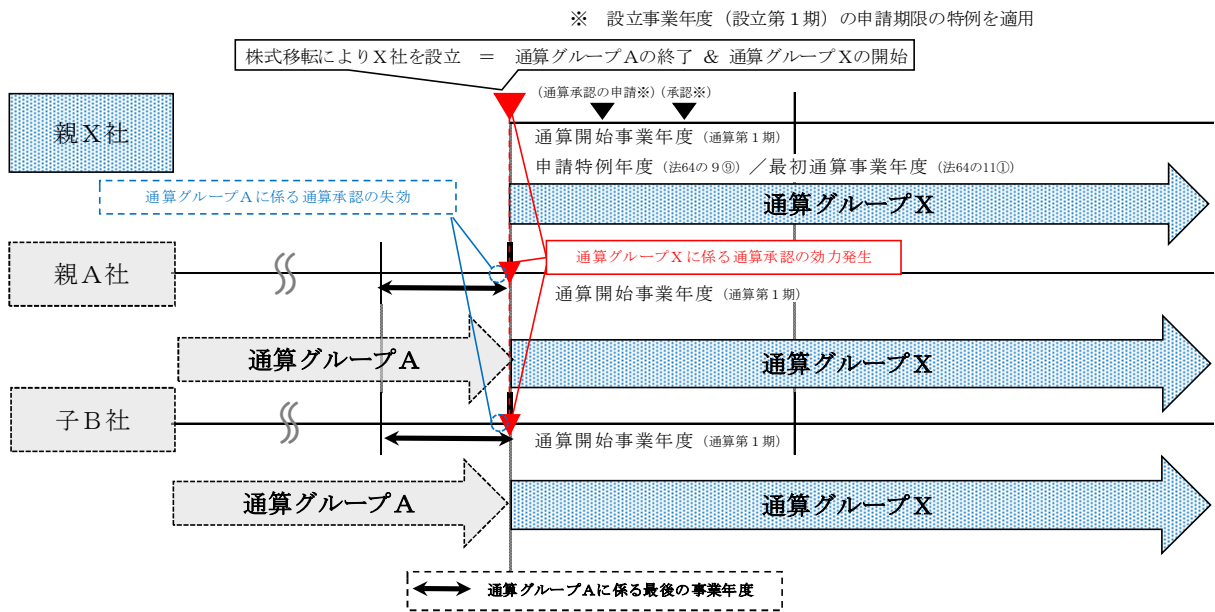 ※　設立事業年度（設立第１期）の申請期限の特例を適用
株式移転によりX社を設立　＝　通算グループAの終了 & 通算グループXの開始
（通算承認の申請※）（承認※）
親X社
通算開始事業年度（通算第１期）
申請特例年度（法64の９⑨）／最初通算事業年度（法64の11①）
通算グループAに係る通算承認の失効
通算グループX
親A社
通算グループXに係る通算承認の効力発生
通算開始事業年度（通算第１期）
通算グループA
通算グループX
子B社
通算開始事業年度（通算第１期）
通算グループA
通算グループX
通算グループAに係る最後の事業年度